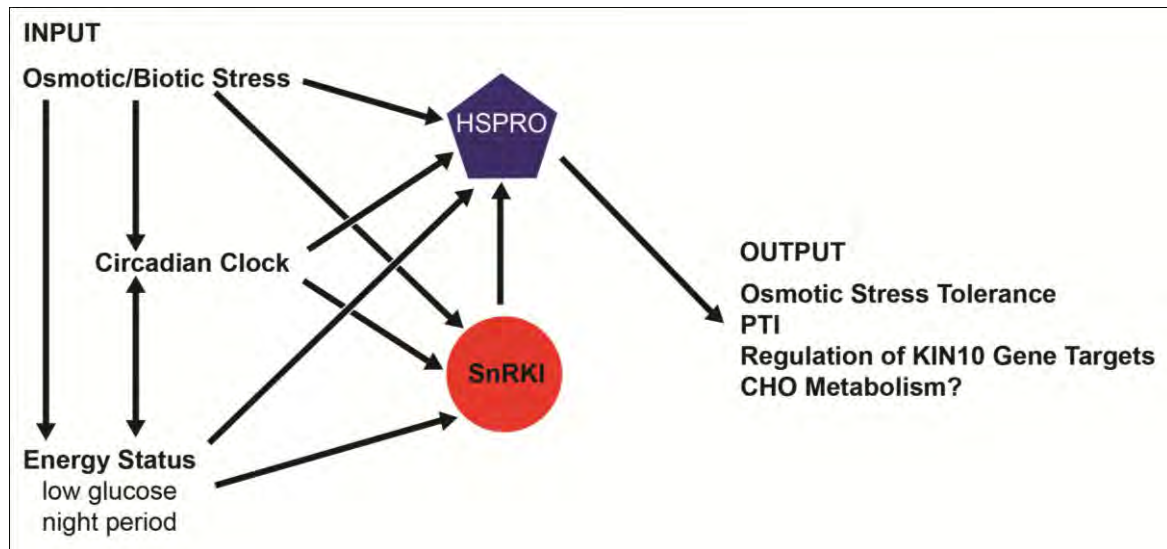 INPUT
Osmotic/Biotic Stress
HSPRO
Circadian Clock
SnRKI
Energy Status
low glucose
night period
OUTPUT
Osmotic Stress Tolerance
PTI
Regulation of KIN10 Gene Targets
CHO Metabolism?